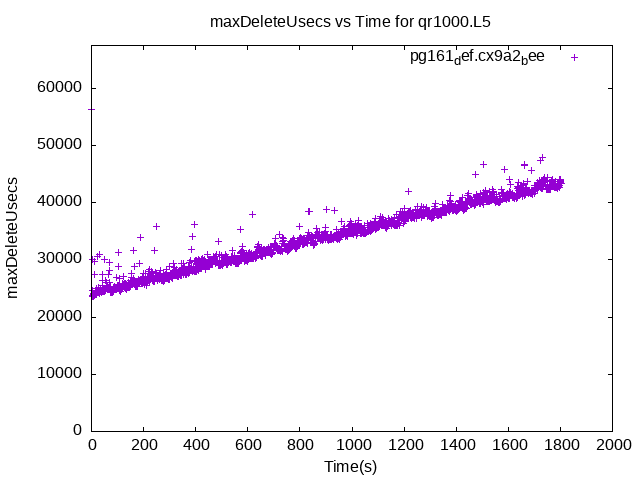 maxDeleteUsecs vs Time for qr1000.L5
pg161def.cx9a2bee
60000
50000
40000
30000
20000
10000
0
maxDeleteUsecs
0 200 400 600 800 1000 1200 1400 1600 1800 2000
Time(s)